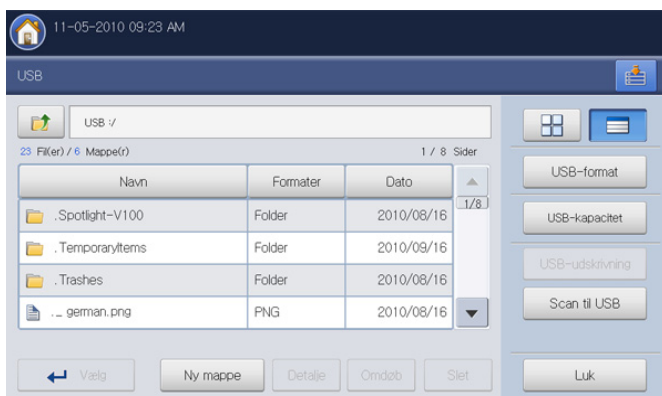 11-05-2010 09:23 AM
USB
USB :/
23 Fil(er) / 6 Mappe(r)
1 / 8 Sider
Navn Formater Dato
1/8
.Spotlight-V100 Folder 2010/08/16
.TemporaryItems Folder 2010/09/16
.Trashes Folder 2010/08/16
._ german.png PNG 2010/08/16
Vælg Ny mappe Detalje Omdøb Slet
USB-format
USB-kapacitet
USB-udskrivning
Scan til USB
Luk